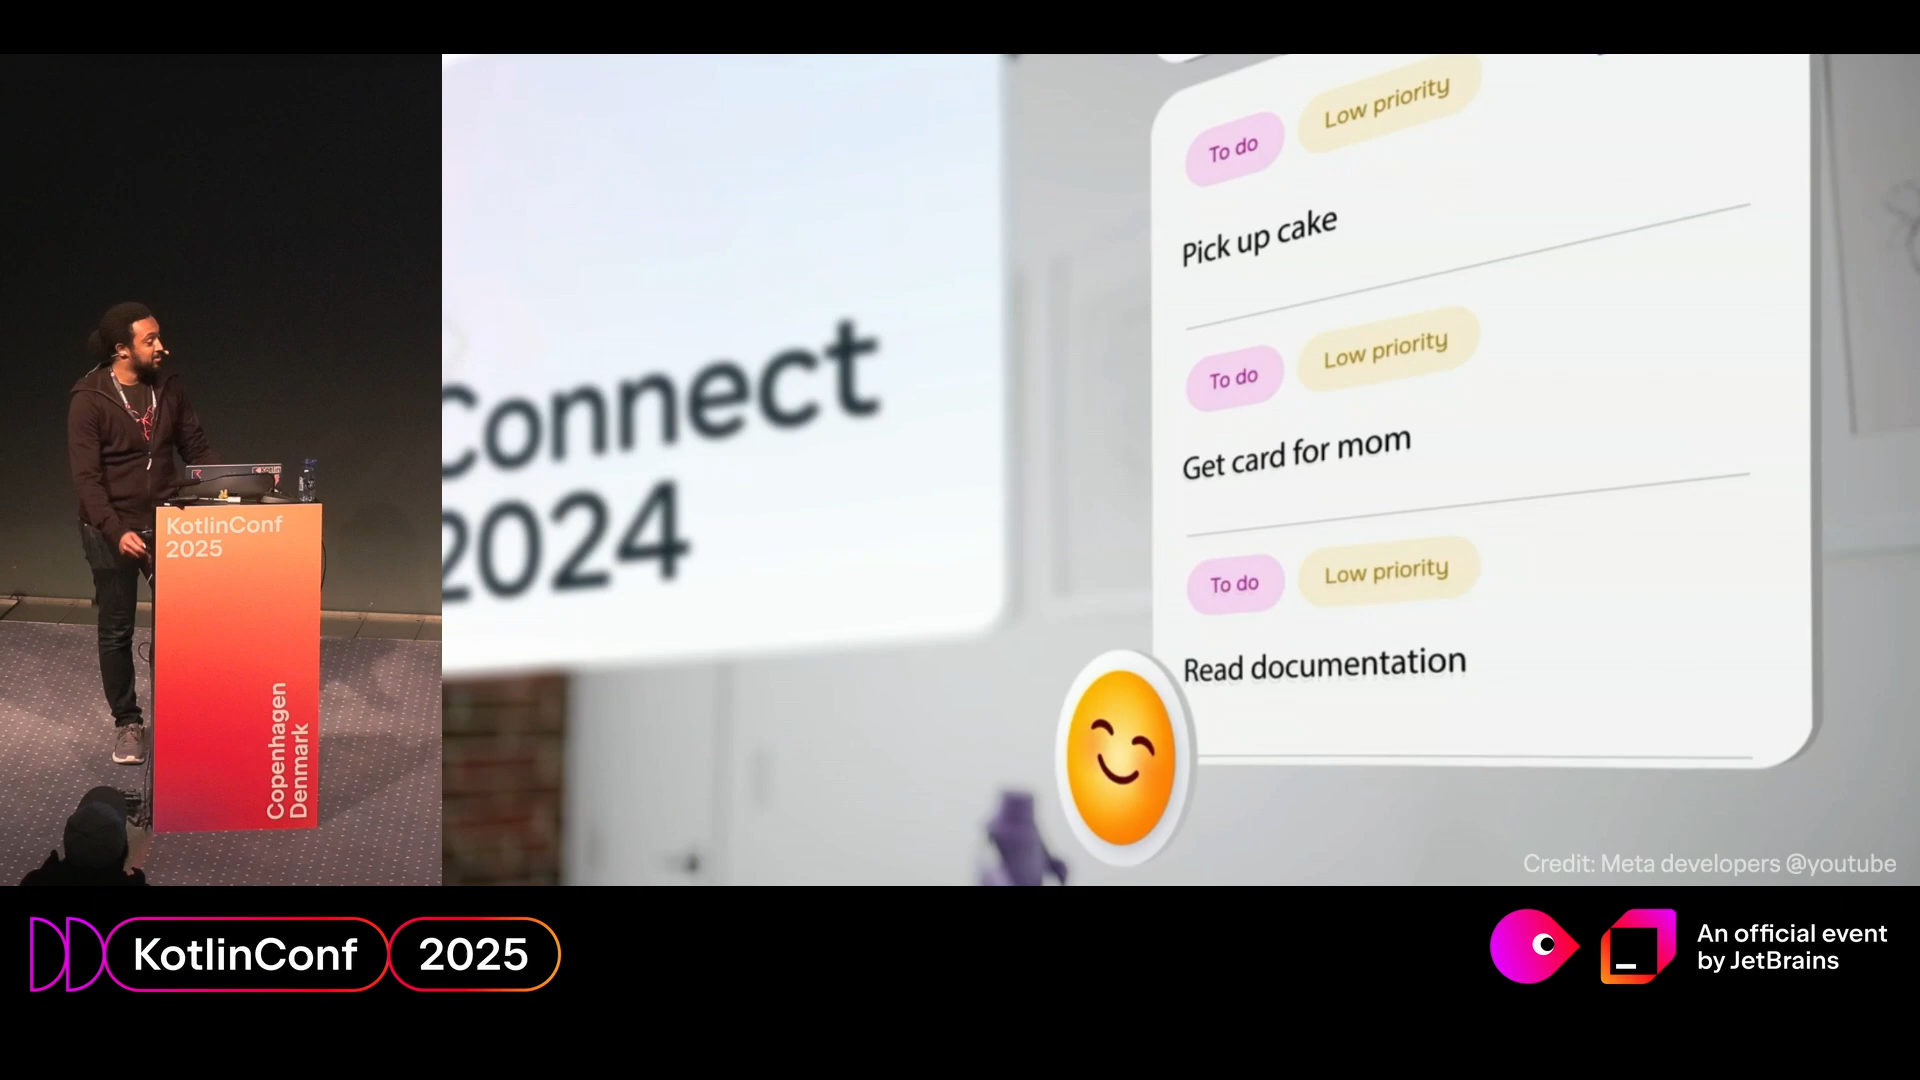 To do
Low priority
Pick up cake
To do
Low priority
Get card for mom
To do
Low priority
Read documentation
Connect
2024
Credit: Meta developers @youtube
Kotlin
KotlinConf
2025
Copenhagen
Denmark
KotlinConf 2025
An official event
by JetBrains